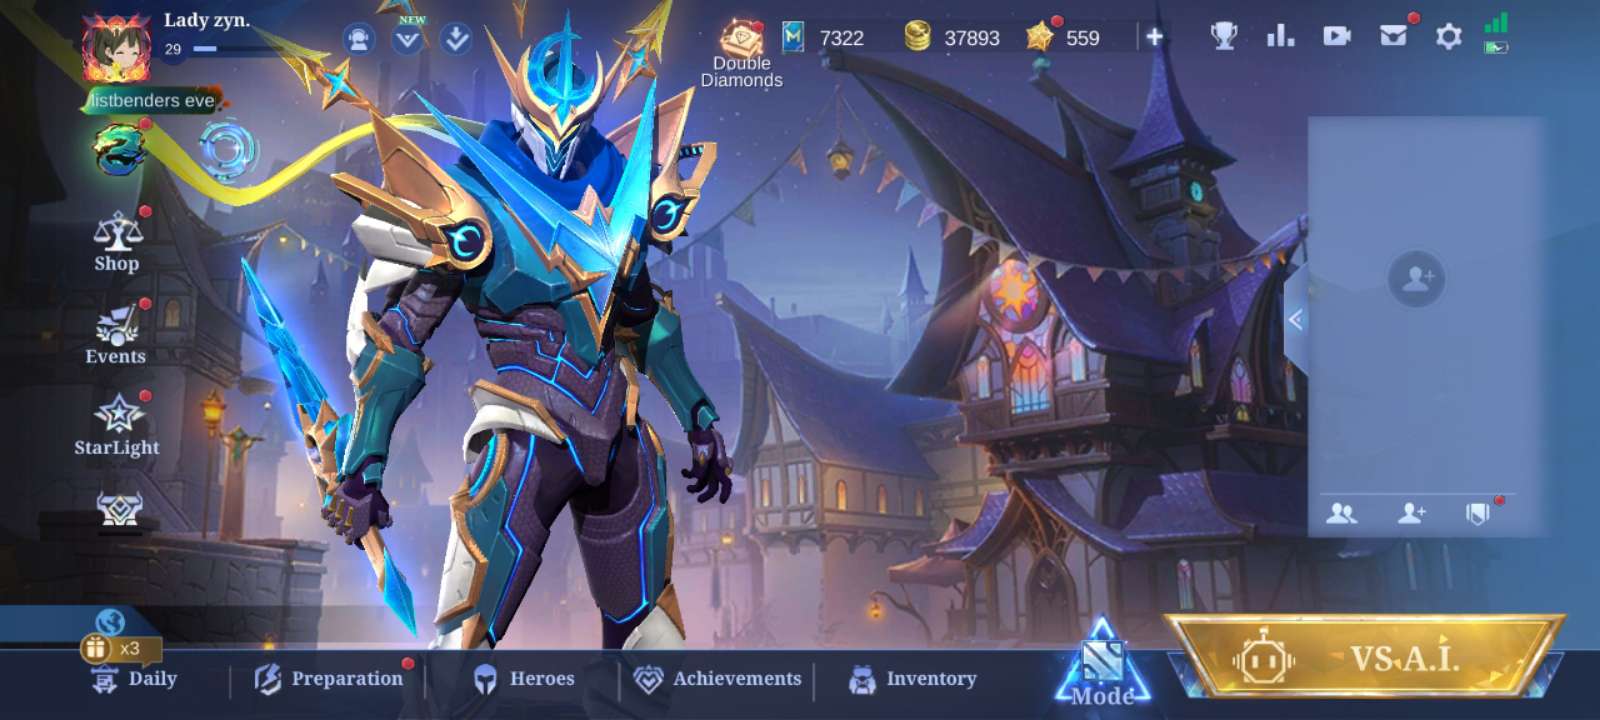 Lady zyn.
29
NEW
7322
37893
559
Double
Diamonds
listbenders eve
Shop
Events
StarLight
x3
Daily
Preparation
Heroes
Achievements
Inventory
Mode
VS A.I.